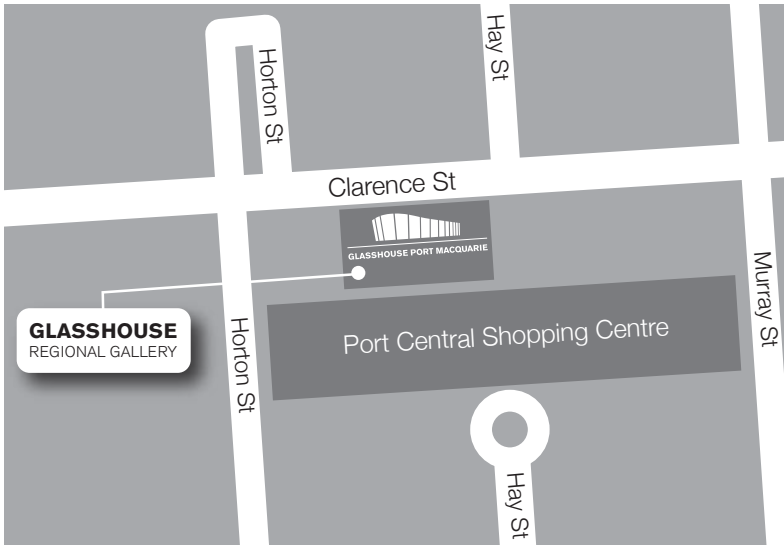 Horton St
Hay St
Clarence St
GLASSHOUSE PORT MACQUARIE
GLASSHOUSE
REGIONAL GALLERY
Horton St
Port Central Shopping Centre
Murray St
Hay St